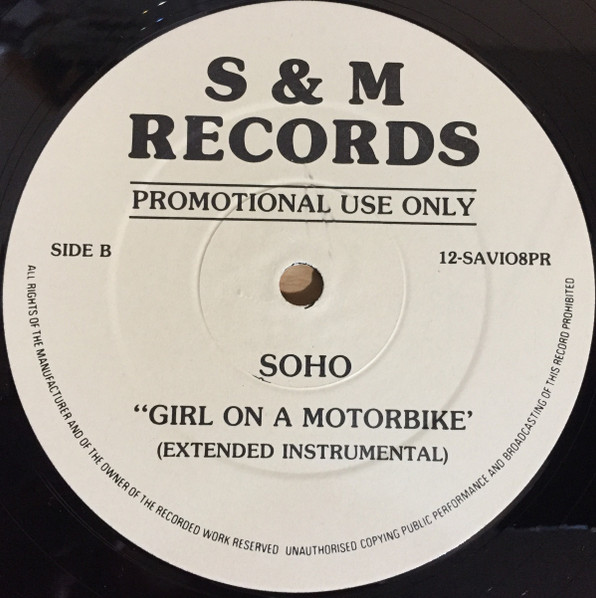 S & M
RECORDS
PROMOTIONAL USE ONLY
SIDE B
12-SAVIO8PR
SOHO
“GIRL ON A MOTORBIKE’
(EXTENDED INSTRUMENTAL)
ALL RIGHTS OF THE MANUFACTURER AND OF THE OWNER OF THE RECORDED WORK RESERVED UNAUTHORISED COPYING PUBLIC PERFORMANCE AND BROADCASTING OF THIS RECORD PROHIBITED